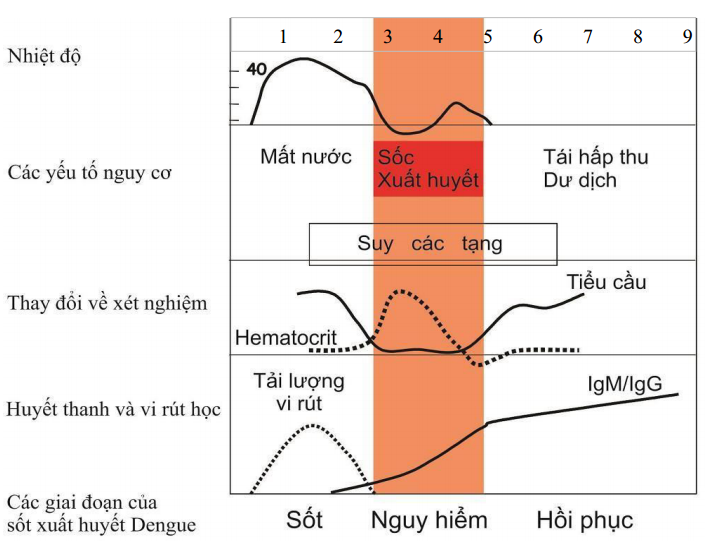 1 2 3 4 5 6 7 8 9
Nhiệt độ
40
Các yếu tố nguy cơ
Mất nước
Sốc
Xuất huyết
Tái hấp thu
Dư dịch
Suy các tạng
Thay đổi về xét nghiệm
Tiểu cầu
Hematocrit
Huyết thanh và vi rút học
Tải lượng
vi rút
IgM/IgG
Các giai đoạn của
sốt xuất huyết Dengue
Sốt Nguy hiểm Hồi phục